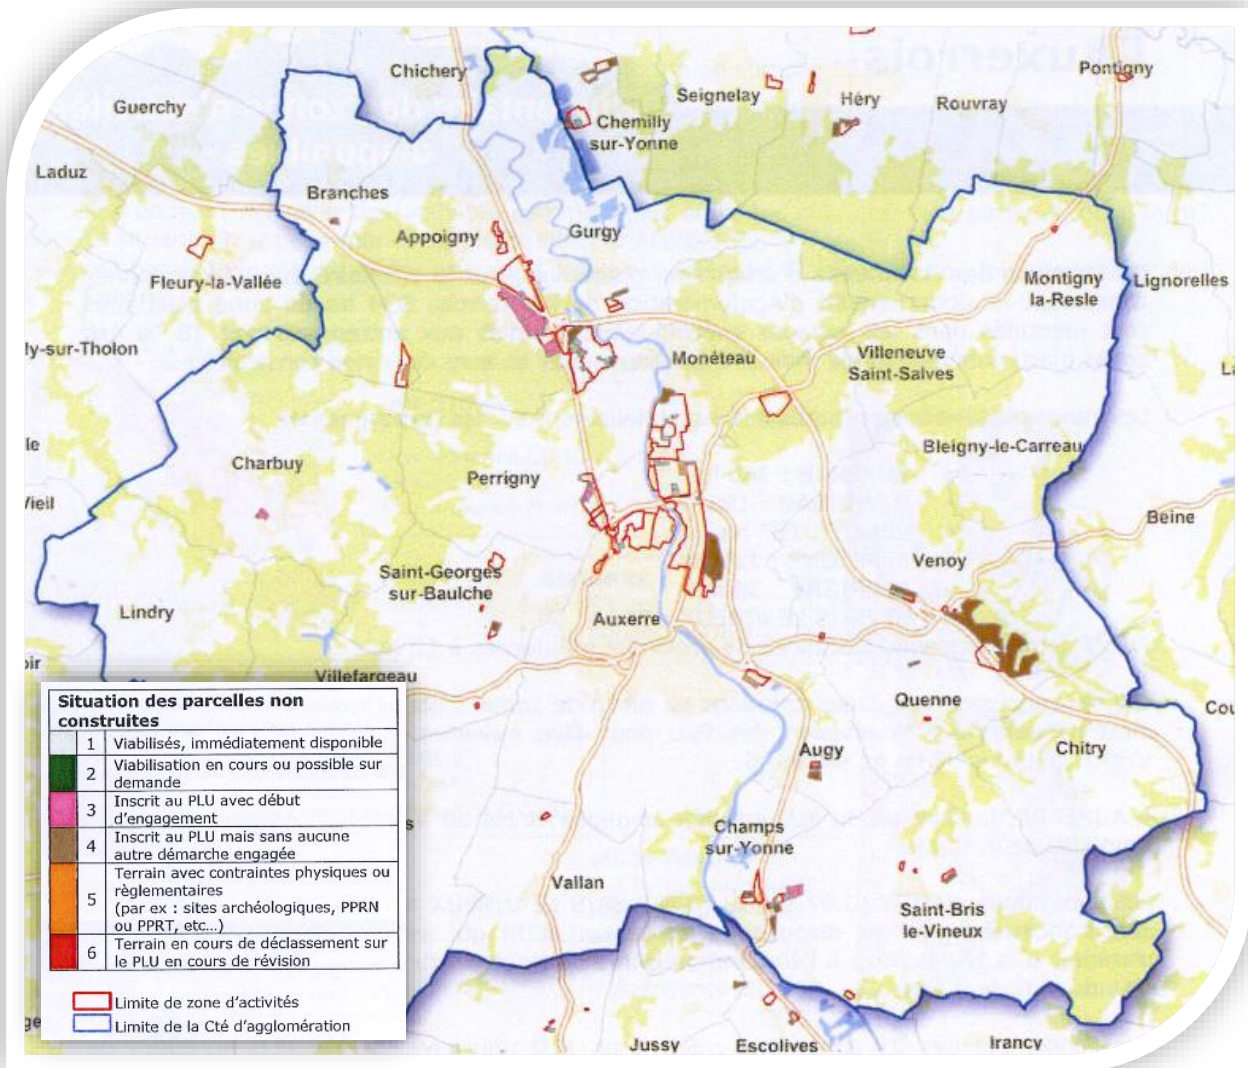 Chichery
Pontigny
Seignelay
Héry
Rouvray
Guerchy
Chemilly
sur-Yonne
Laduz
Branches
Appoigny
Gurgy
Fleury-la-Vallée
Montigny
la-Resle
Lignorelles
ly-sur-Tholon
Monéteau
Villeneuve
Saint-Salves
La
lle
Bleigny-le-Carreau
Charbuy
Perrigny
Vieil
Beine
Venoy
Saint-Georges
sur-Baulche
Lindry
Auxerre
oir
Villefargeau
Quenne
Cou
Augy
Chitry
Champs
sur-Yonne
Vallan
Saint-Bris
le-Vineux
Jussy
Escolives
Irancy
Situation des parcelles non
construites
1 Viabilisés, immédiatement disponible
2 Viabilisation en cours ou possible sur
demande
3 Inscrit au PLU avec début
d'engagement
4 Inscrit au PLU mais sans aucune
autre démarche engagée
5 Terrain avec contraintes physiques ou
règlementaires
(par ex : sites archéologiques, PPRN
ou PPRT, etc...)
6 Terrain en cours de déclassement sur
le PLU en cours de révision
Limite de zone d'activités
Limite de la Cté d'agglomération